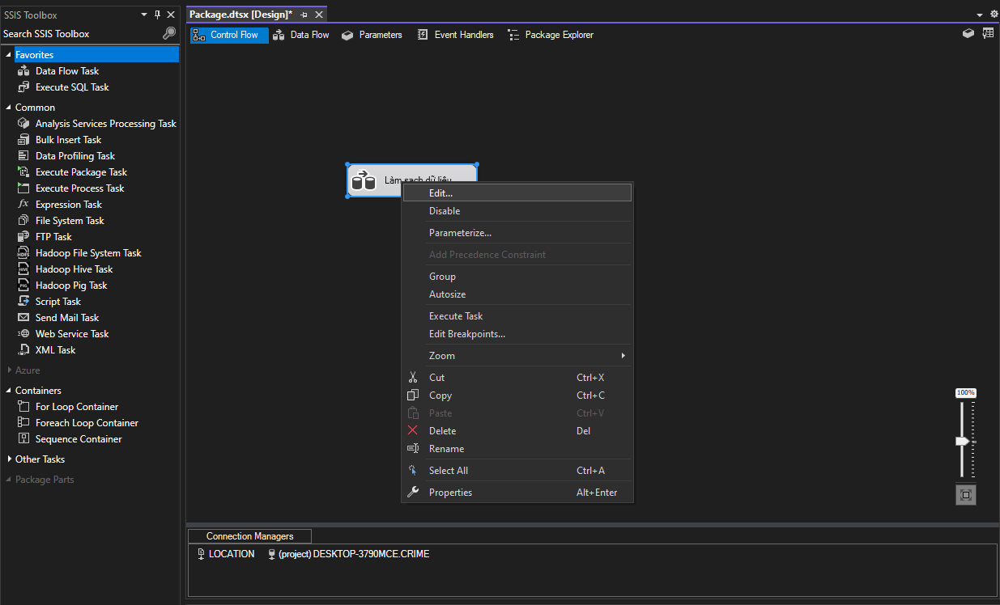 SSIS Toolbox
Search SSIS Toolbox
Favorites
Data Flow Task
Execute SQL Task
Common
Analysis Services Processing Task
Bulk Insert Task
Data Profiling Task
Execute Package Task
Execute Process Task
Expression Task
File System Task
FTP Task
Hadoop File System Task
Hadoop Hive Task
Hadoop Pig Task
Script Task
Send Mail Task
Web Service Task
XML Task
Azure
Containers
For Loop Container
Foreach Loop Container
Sequence Container
Other Tasks
Package Parts
Package.dtsx [Design]*
Control Flow Data Flow Parameters Event Handlers Package Explorer
Làm sạch dữ liệu
Edit...
Disable
Parameterize...
Add Precedence Constraint
Group
Autosize
Execute Task
Edit Breakpoints...
Zoom
Cut Ctrl+X
Copy Ctrl+C
Paste Ctrl+V
Delete Del
Rename
Select All Ctrl+A
Properties Alt+Enter
100%
Connection Managers
LOCATION (project) DESKTOP-3790MCE.CRIME